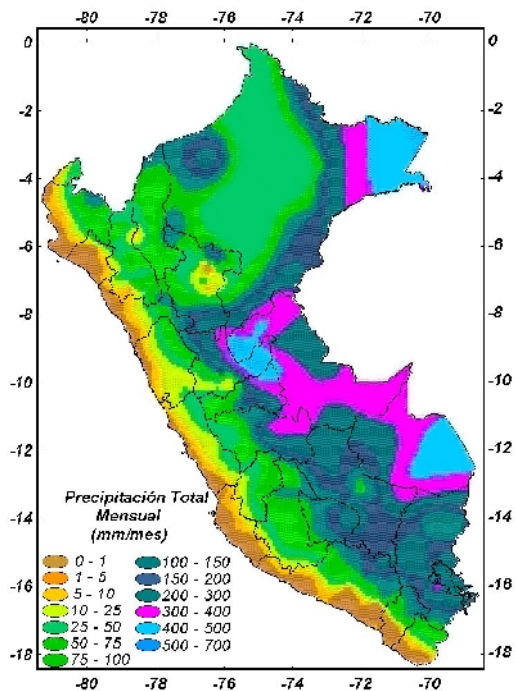 -80 -78 -76 -74 -72 -70
0 0
-2 -2
-4 -4
-6 -6
-8 -8
-10 -10
-12 -12
-14 -14
-16 -16
-18 -18
Precipitación Total
Mensual
(mm/mes)
0 - 1
1 - 5
5 - 10
10 - 25
25 - 50
50 - 75
75 - 100
100 - 150
150 - 200
200 - 300
300 - 400
400 - 500
500 - 700
-80 -78 -76 -74 -72 -70